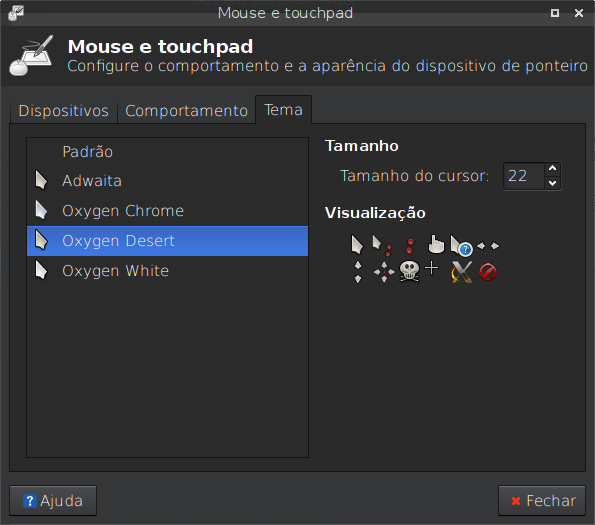 Mouse e touchpad
Mouse e touchpad
Configure o comportamento e a aparência do dispositivo de ponteiro
Dispositivos Comportamento Tema
Padrão
Adwaita
Oxygen Chrome
Oxygen Desert
Oxygen White
Tamanho
Tamanho do cursor: 22
Visualização
Ajuda
Fechar